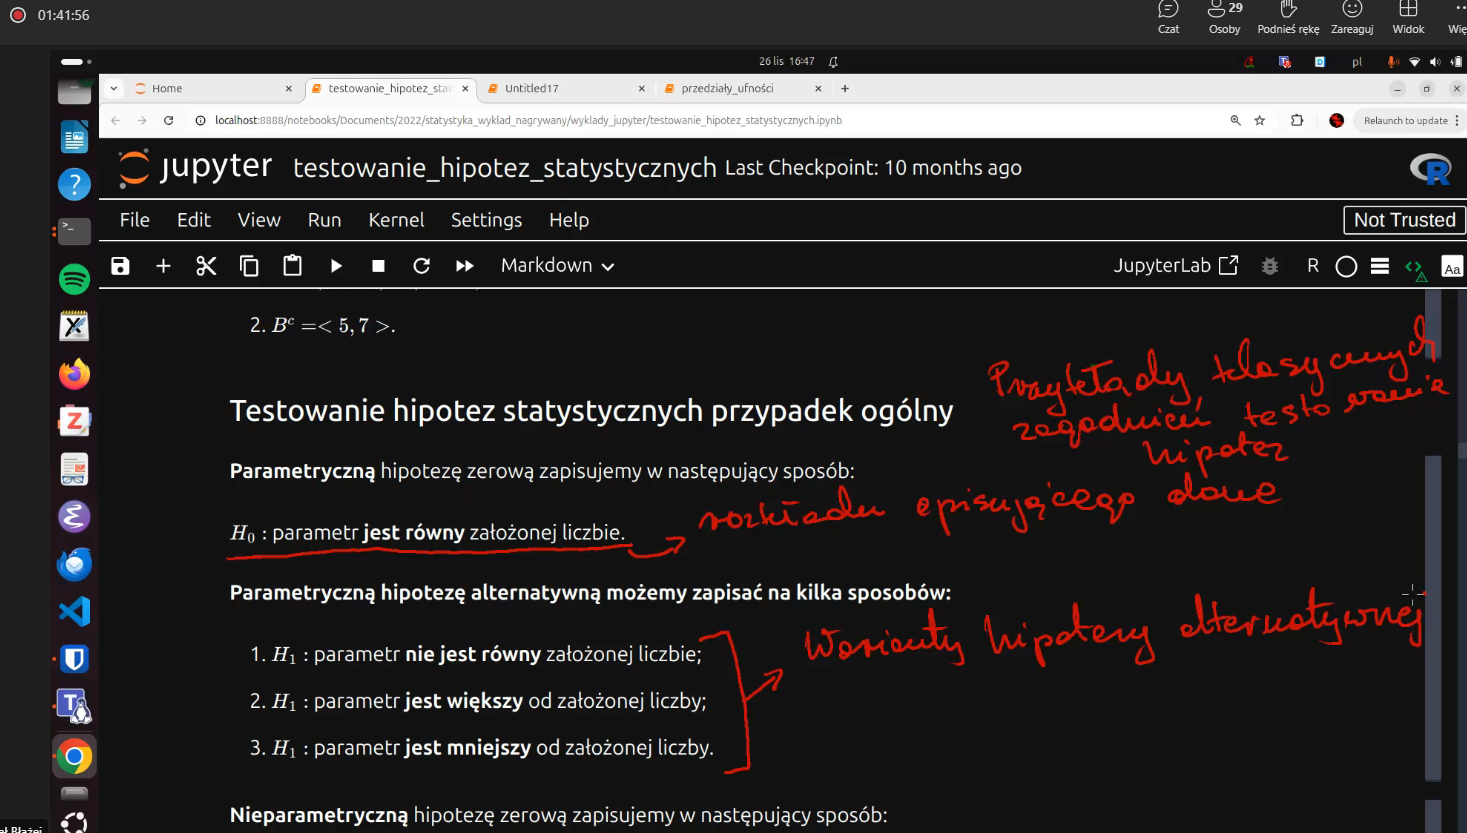 01:41:56
29
Czat Osoby Podnieś rękę Zareaguj Widok Wię
26 lis 16:47
pl
Home
testowanie_hipotez_sta
Untitled17
przedziały_ufności
localhost:8888/notebooks/Documents/2022/statystyka_wyklad_nagrywany/wyklady_jupyter/testowanie_hipotez_statystycznych.ipynb
Relaunch to update
jupyter testowanie_hipotez_statystycznych Last Checkpoint: 10 months ago
File Edit View Run Kernel Settings Help
Not Trusted
Markdown
JupyterLab
R
Aa
2. Bᶜ =< 5, 7 >.
Przykłady klasycznych
zagadnień testowania
hipotez
Testowanie hipotez statystycznych przypadek ogólny
Parametryczną hipotezę zerową zapisujemy w następujący sposób:
rozkładu opisującego dane
H₀ : parametr jest równy założonej liczbie.
Parametryczną hipotezę alternatywną możemy zapisać na kilka sposobów:
Warianty hipotezy alternatywnej
1. H₁ : parametr nie jest równy założonej liczbie;
2. H₁ : parametr jest większy od założonej liczby;
3. H₁ : parametr jest mniejszy od założonej liczby.
Nieparametryczną hipotezę zerową zapisujemy w następujący sposób: